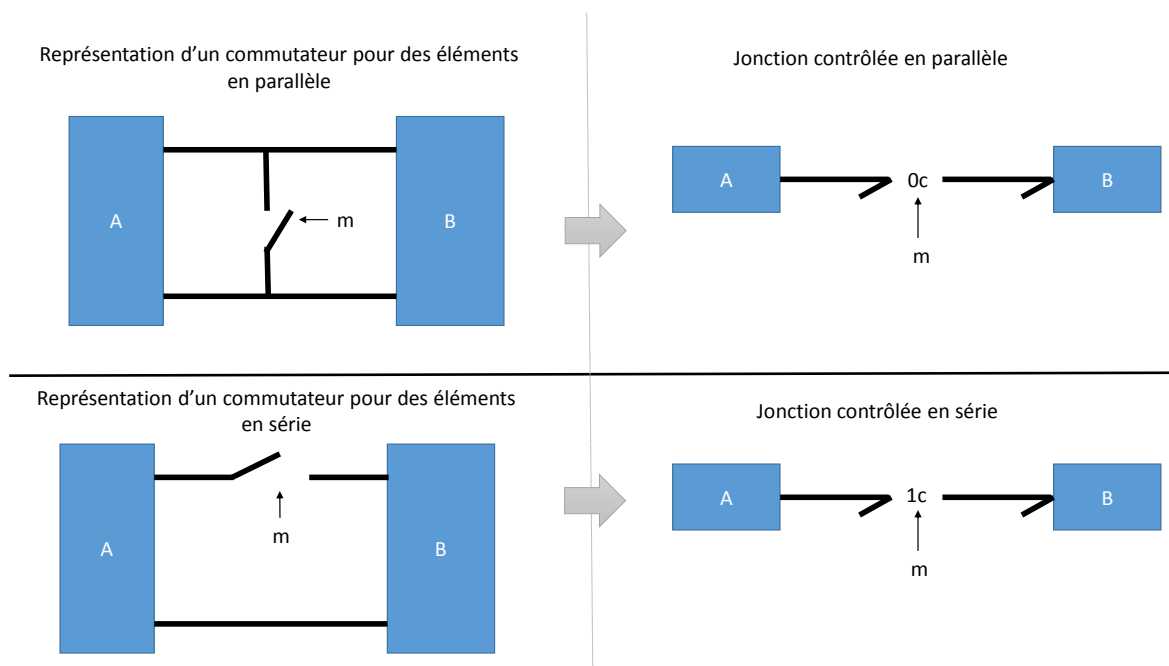 Représentation d'un commutateur pour des éléments
en parallèle
A
B
m
Jonction contrôlée en parallèle
A
0c
B
m
Représentation d'un commutateur pour des éléments
en série
A
B
m
Jonction contrôlée en série
A
1c
B
m